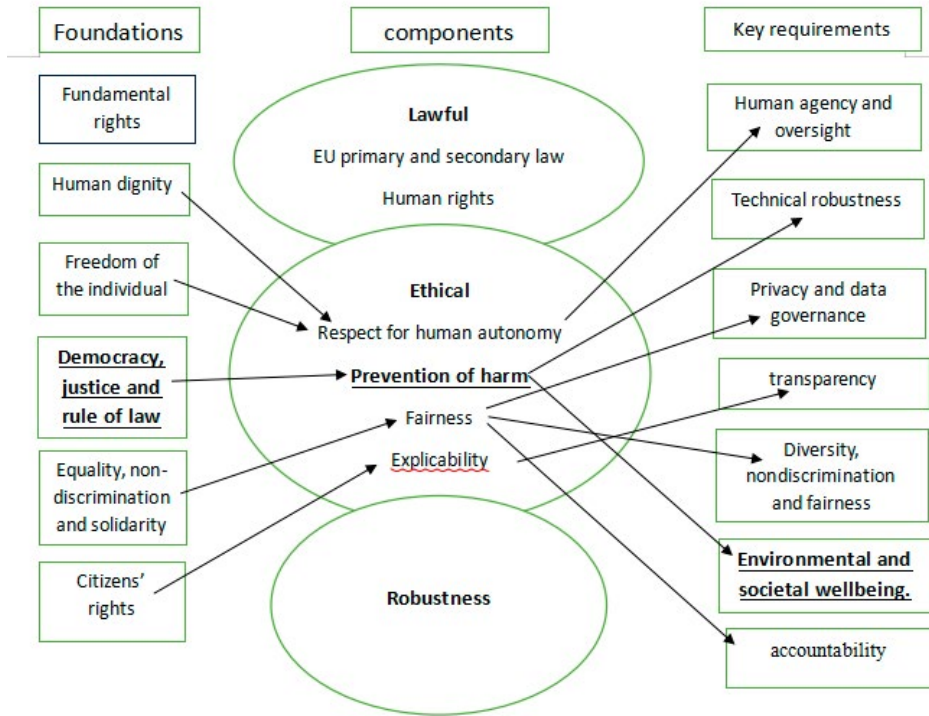 Foundations
components
Key requirements
Fundamental
rights
Human dignity
Freedom of
the individual
Democracy,
justice and
rule of law
Equality, non-
discrimination
and solidarity
Citizens’
rights
Lawful
EU primary and secondary law
Human rights
Ethical
Respect for human autonomy
Prevention of harm
Fairness
Explicability
Robustness
Human agency and
oversight
Technical robustness
Privacy and data
governance
transparency
Diversity,
nondiscrimination
and fairness
Environmental and
societal wellbeing.
accountability